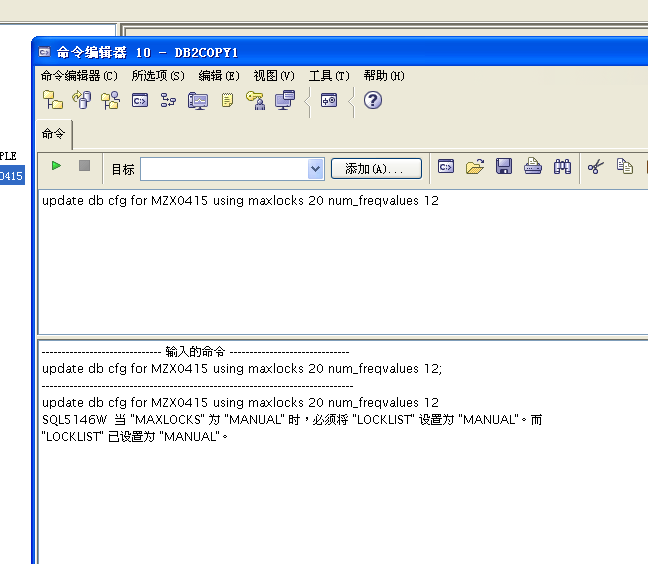 命令编辑器 10 - DB2COPY1
命令编辑器(C) 所选项(S) 编辑(E) 视图(V) 工具(T) 帮助(H)
命令
PLE
0415
目标 添加(A)...
update db cfg for MZX0415 using maxlocks 20 num_freqvalues 12
------------------------------ 输入的命令 ------------------------------
update db cfg for MZX0415 using maxlocks 20 num_freqvalues 12;
------------------------------------------------------------------------------
update db cfg for MZX0415 using maxlocks 20 num_freqvalues 12
SQL5146W 当 "MAXLOCKS" 为 "MANUAL" 时，必须将 "LOCKLIST" 设置为 "MANUAL"。而
"LOCKLIST" 已设置为 "MANUAL"。